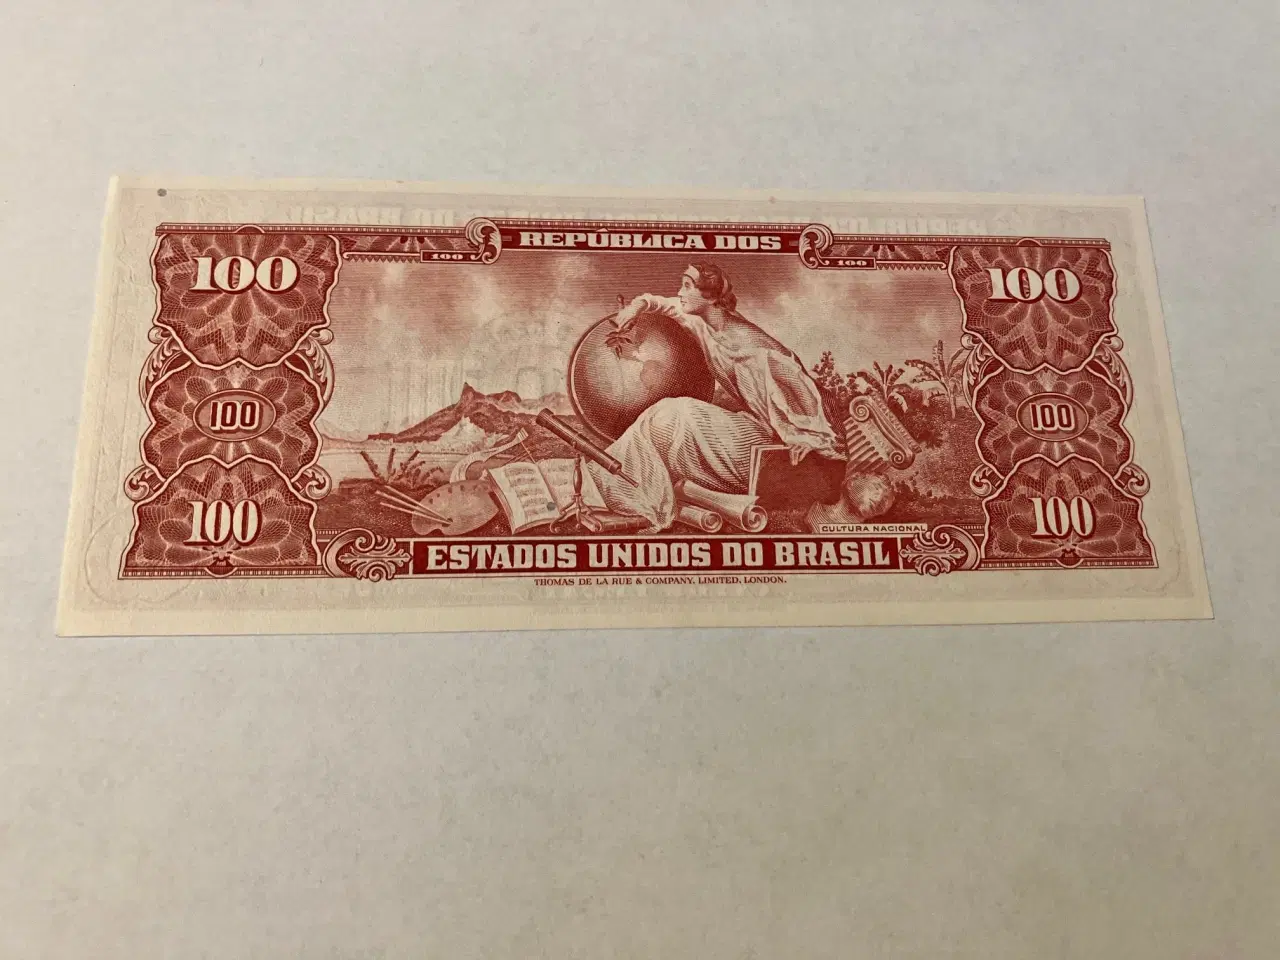 REPÚBLICA DOS
100 100
100 100
100 100
100 100
CULTURA NACIONAL
ESTADOS UNIDOS DO BRASIL
THOMAS DE LA RUE & COMPANY, LIMITED, LONDON.